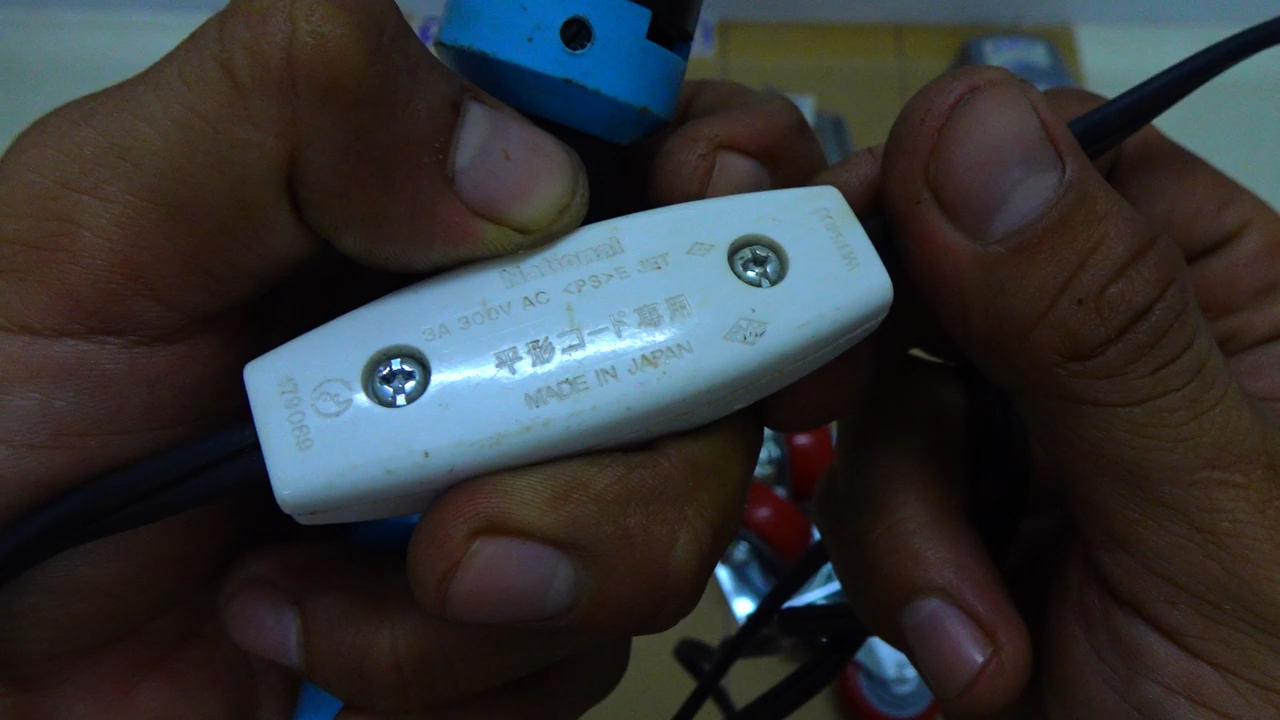 National
3A 300V AC <PS>E JET
平形コード専用
MADE IN JAPAN